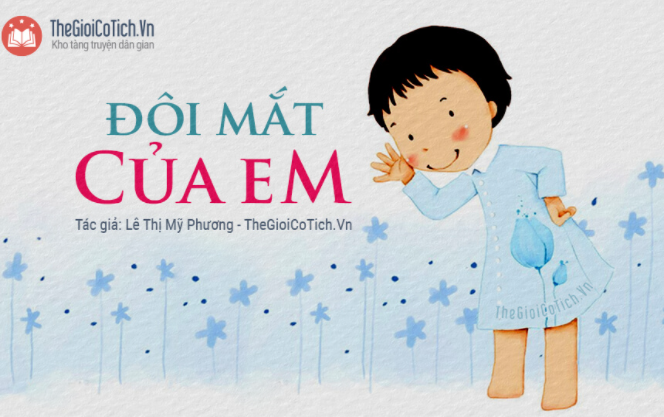 TheGioiCoTich.Vn
Kho tàng truyện dân gian
ĐÔI MẮT
CỦA EM
Tác giả: Lê Thị Mỹ Phương - TheGioiCoTich.Vn
TheGioiCoTich.Vn